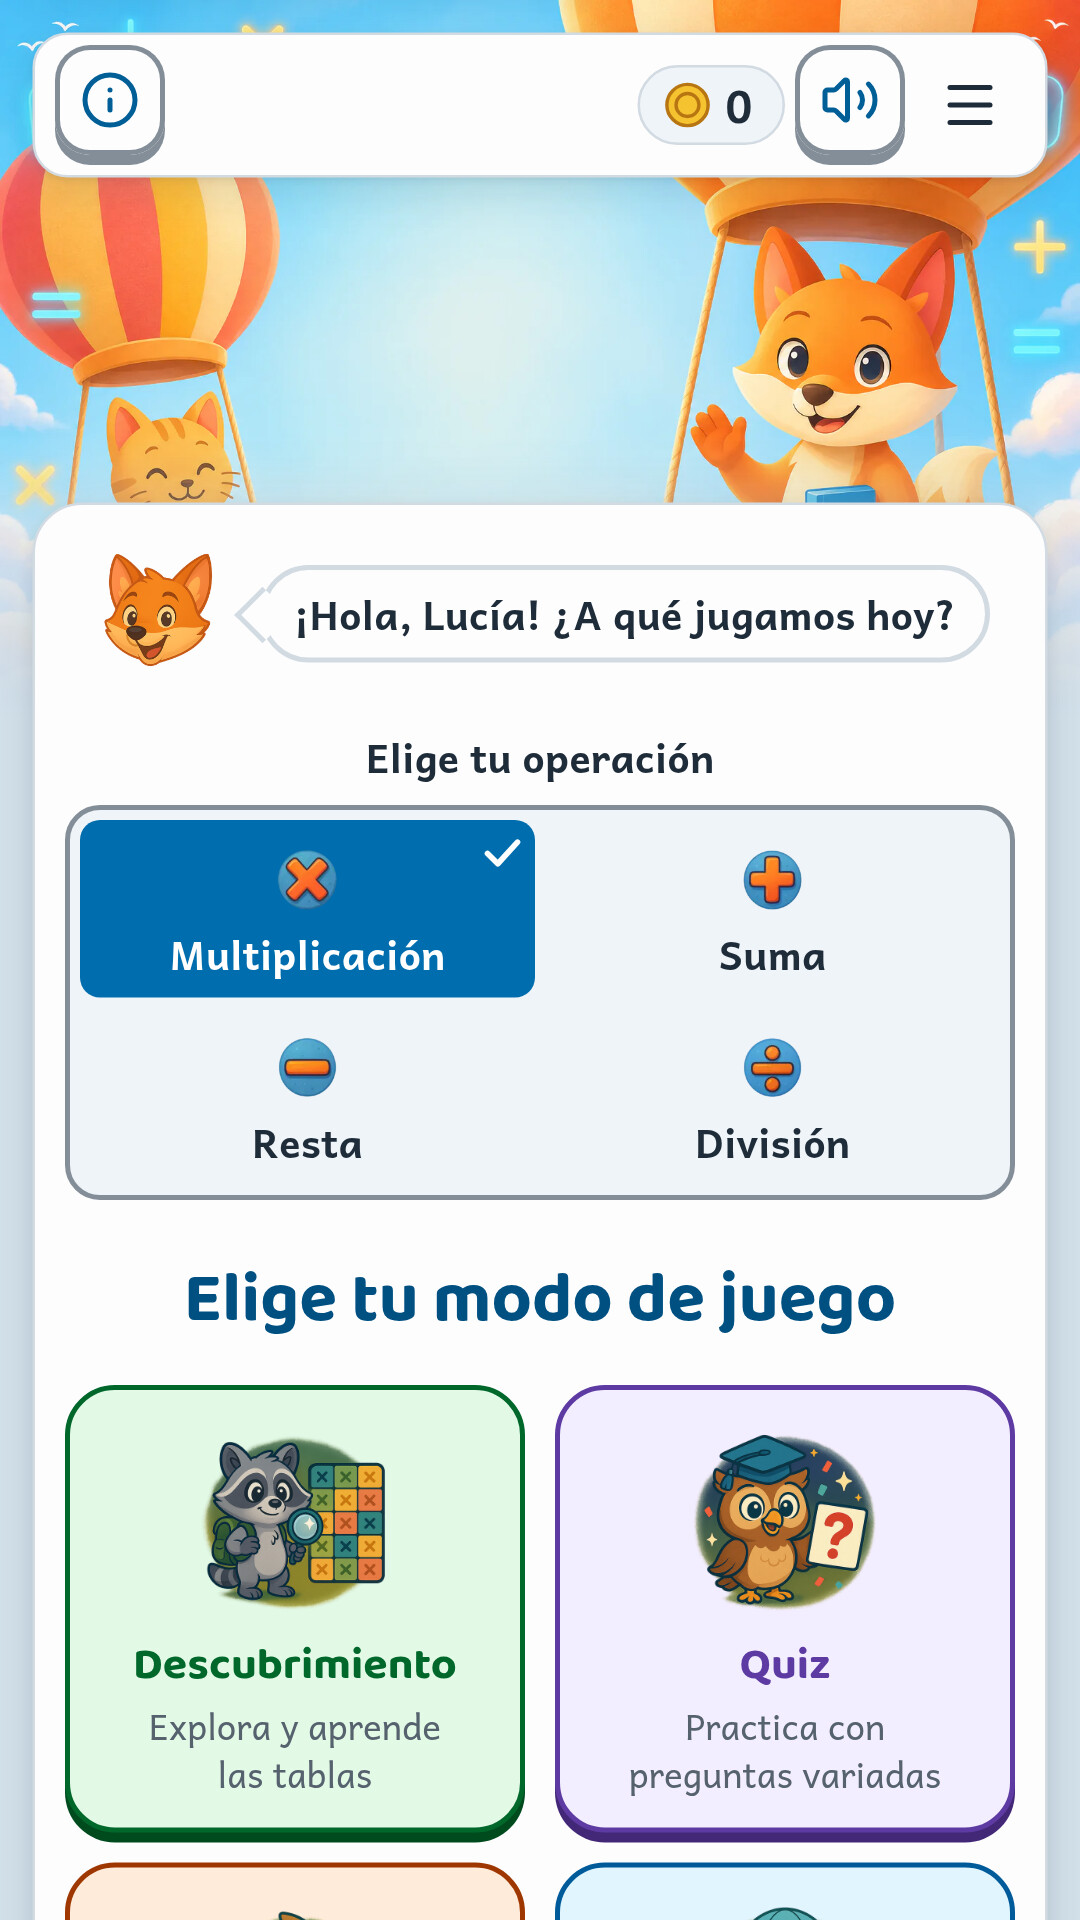 0
¡Hola, Lucía! ¿A qué jugamos hoy?
Elige tu operación
Multiplicación
Suma
Resta
División
Elige tu modo de juego
Descubrimiento
Explora y aprende
las tablas
Quiz
Practica con
preguntas variadas